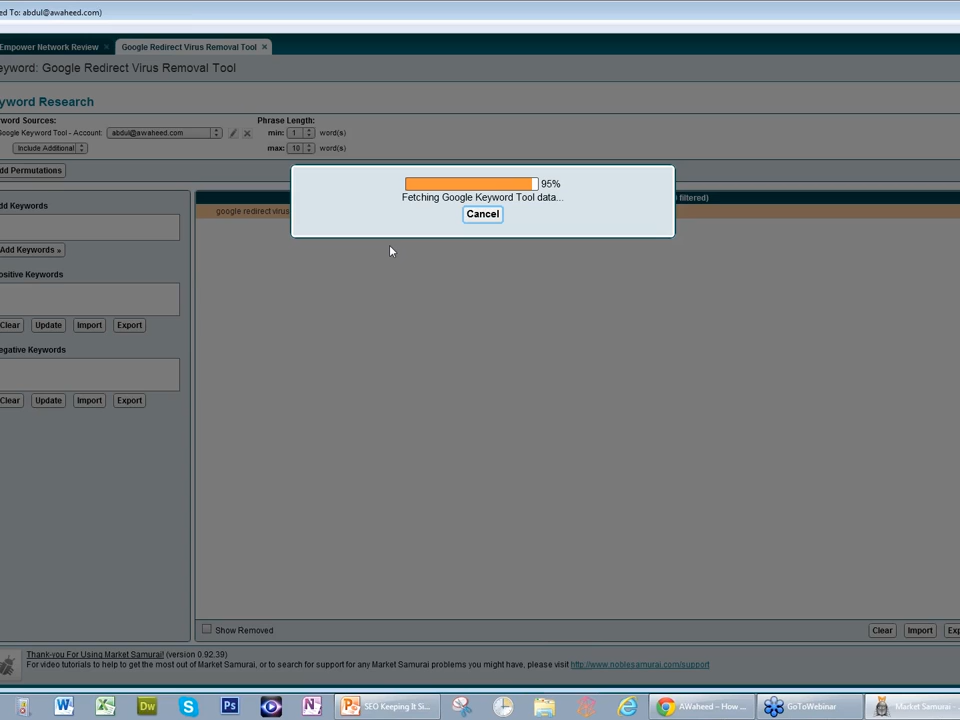 ed To: abdul@awaheed.com)
Empower Network Review
Google Redirect Virus Removal Tool
eyword: Google Redirect Virus Removal Tool
yword Research
word Sources:
Phrase Length:
Google Keyword Tool - Account:
abdul@awaheed.com
min: 1 word(s)
Include Additional
max: 10 word(s)
dd Permutations
95%
Fetching Google Keyword Tool data...
Cancel
filtered)
google redirect virus
dd Keywords
Add Keywords »
ositive Keywords
Clear Update Import Export
egative Keywords
Clear Update Import Export
Show Removed
Clear Import Exp
Thank-you For Using Market Samurai! (version 0.92.39)
For video tutorials to help to get the most out of Market Samurai, or to search for support for any Market Samurai problems you might have, please visit http://www.noblesamurai.com/support
SEO Keeping It Si...
AWaheed – How ...
GoToWebinar
Market Samurai - ...